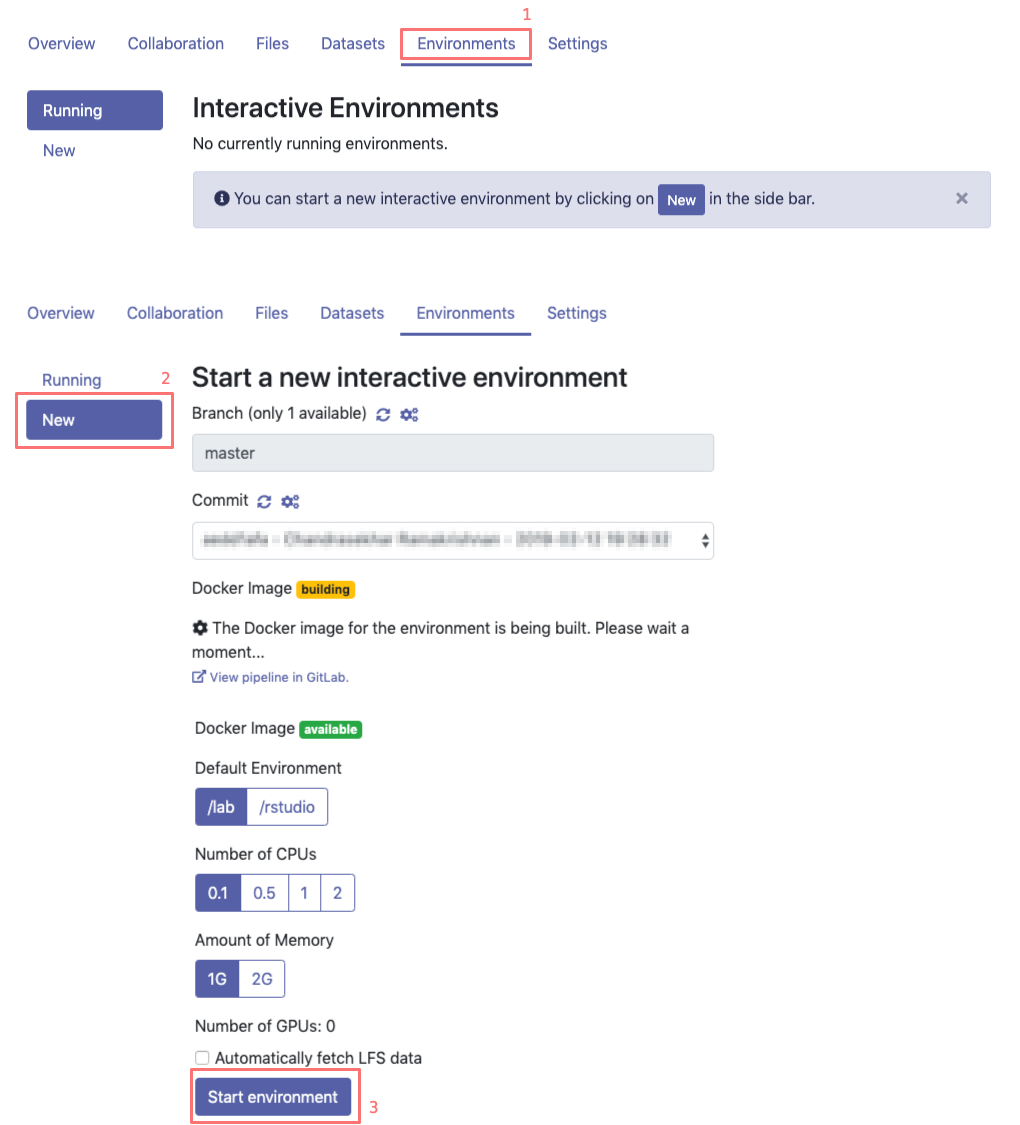 1
Overview Collaboration Files Datasets Environments Settings
Running
New
Interactive Environments
No currently running environments.
You can start a new interactive environment by clicking on New in the side bar. ×
Overview Collaboration Files Datasets Environments Settings
Running 2
New
Start a new interactive environment
Branch (only 1 available)
master
Commit
Docker Image building
The Docker image for the environment is being built. Please wait a
moment...
View pipeline in GitLab.
Docker Image available
Default Environment
/lab /rstudio
Number of CPUs
0.1 0.5 1 2
Amount of Memory
1G 2G
Number of GPUs: 0
Automatically fetch LFS data
Start environment 3